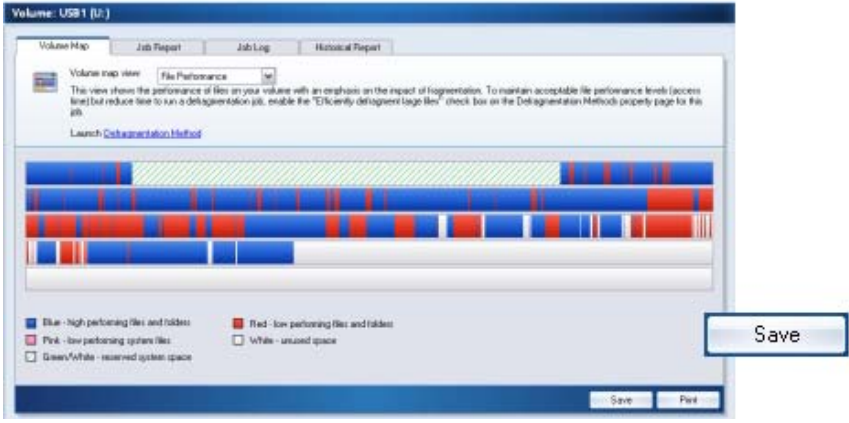 Volume: USB1 (U:)
Volume Map Job Report Job Log Historical Report
Volume map view: File Performance
This view shows the performance of files on your volume with an emphasis on the impact of fragmentation. To maintain acceptable file performance levels (access
time) but reduce time to run a defragmentation job, enable the "Efficiently defragment large files" check box on the Defragmentation Methods property page for this
job.
Launch Defragmentation Method
Blue - high performing files and folders Red - low performing files and folders
Pink - low performing system files White - unused space
Green/White - reserved system space
Save
Save Print